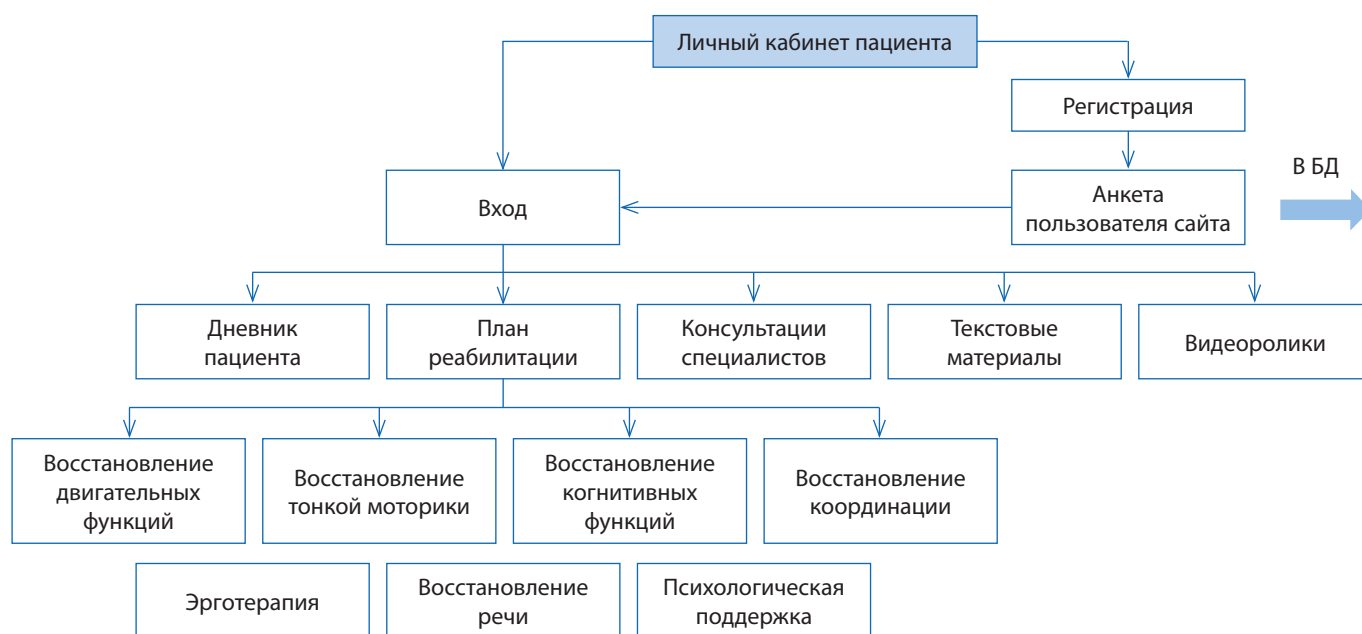 Личный кабинет пациента
Регистрация
В БД
Вход
Анкета
пользователя сайта
Дневник
пациента
План
реабилитации
Консультации
специалистов
Текстовые
материалы
Видеоролики
Восстановление
двигательных
функций
Восстановление
тонкой моторики
Восстановление
когнитивных
функций
Восстановление
координации
Эрготерапия
Восстановление
речи
Психологическая
поддержка